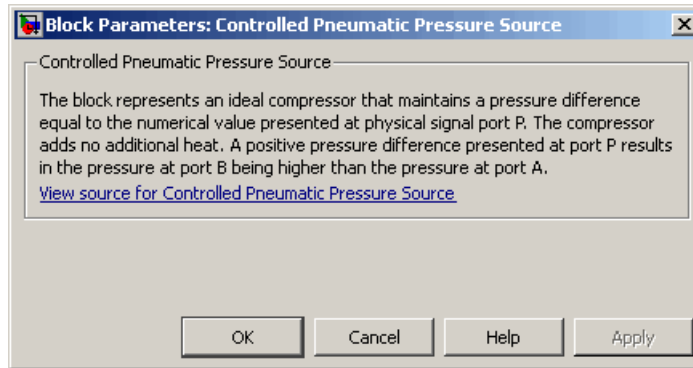 Block Parameters: Controlled Pneumatic Pressure Source
Controlled Pneumatic Pressure Source
The block represents an ideal compressor that maintains a pressure difference
equal to the numerical value presented at physical signal port P. The compressor
adds no additional heat. A positive pressure difference presented at port P results
in the pressure at port B being higher than the pressure at port A.
View source for Controlled Pneumatic Pressure Source
OK Cancel Help Apply